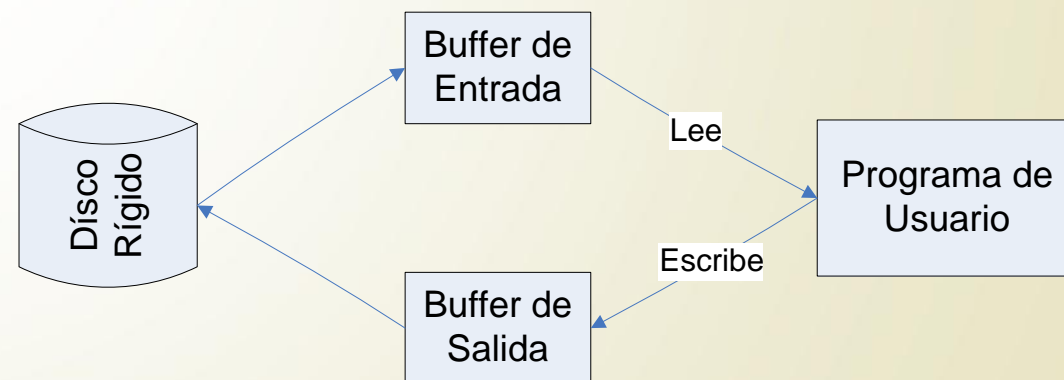 Buffer de
Entrada
Lee
Dísco
Rígido
Programa de
Usuario
Escribe
Buffer de
Salida